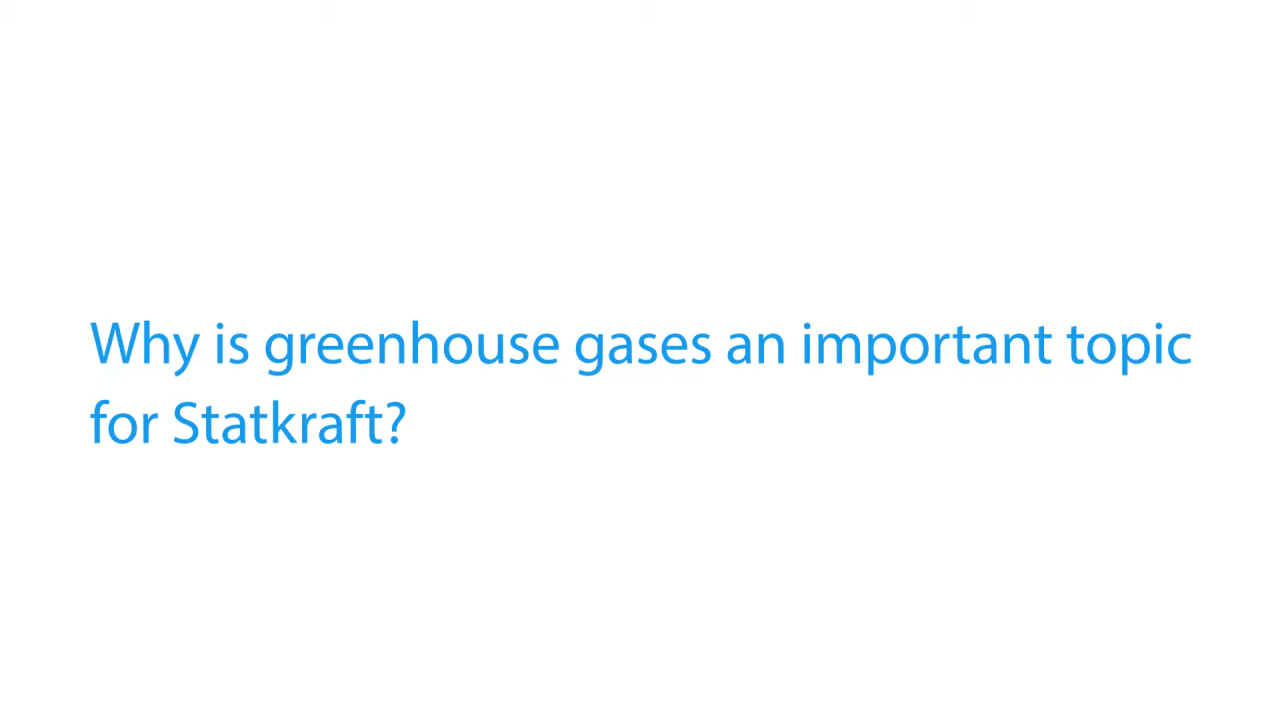 Why is greenhouse gases an important topic
for Statkraft?